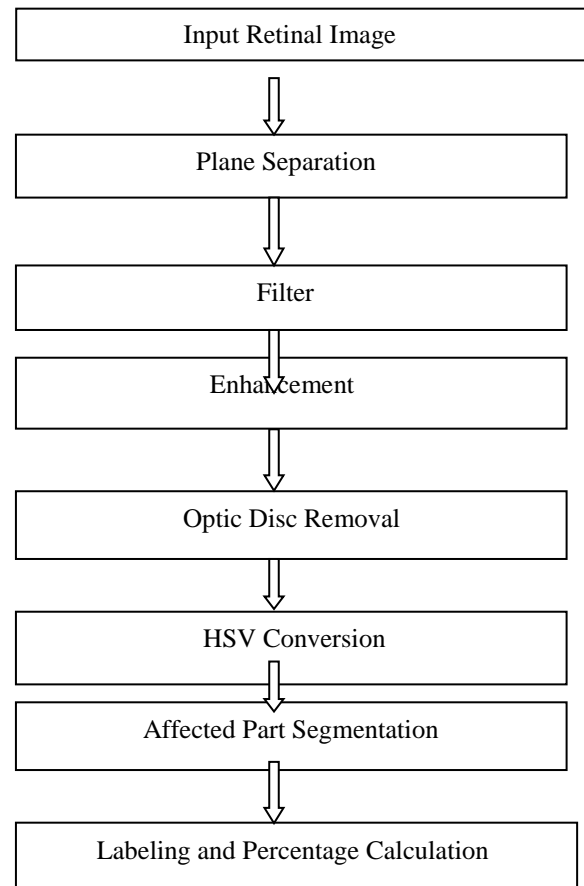 Input Retinal Image
Plane Separation
Filter
Enhancement
Optic Disc Removal
HSV Conversion
Affected Part Segmentation
Labeling and Percentage Calculation